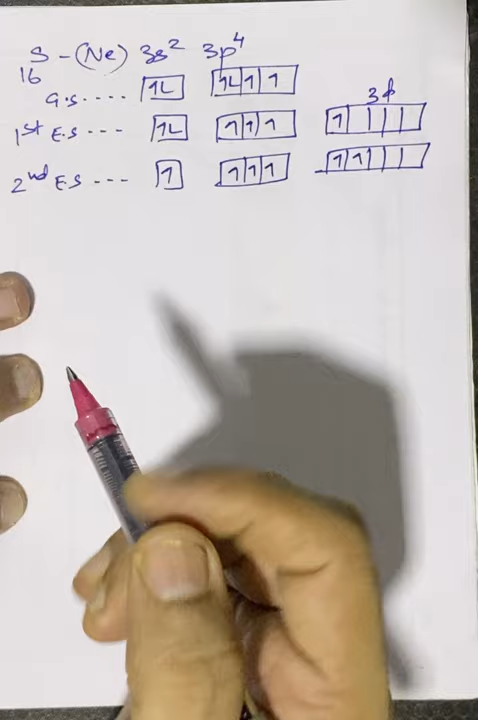 S - (Ne) 3s² 3p⁴
16
G.S.... 1L 1L 1 1
3d
1st E.S --- 1L 1 1 1 1
2nd E.S --- 1 1 1 1 1 1